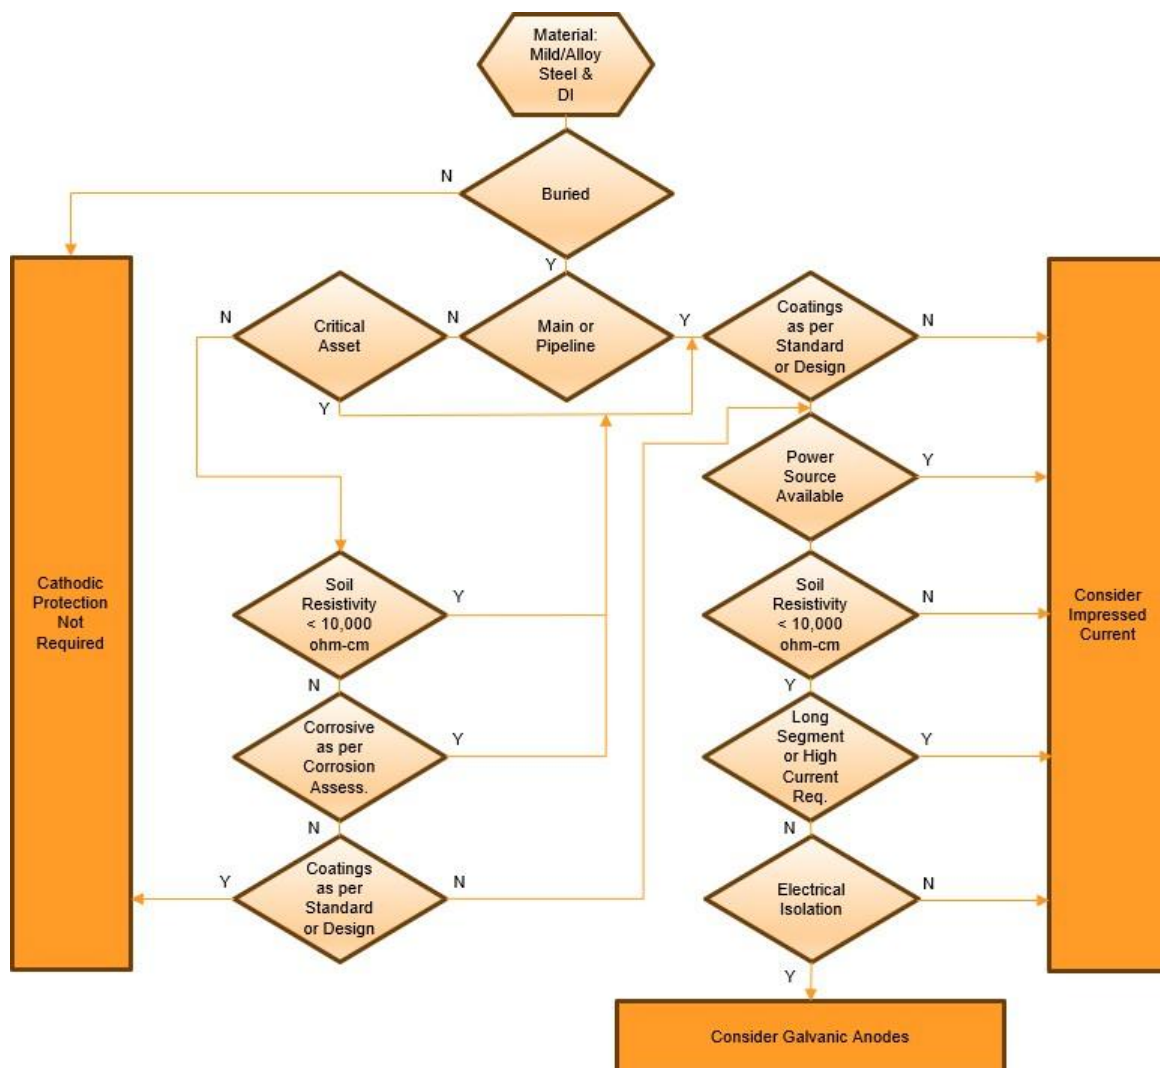 Material:
Mild/Alloy
Steel &
DI
N
Buried
Y
N
Critical
Asset
N
Main or
Pipeline
Y
Coatings
as per
Standard
or Design
N
Y
Power
Source
Available
Y
Cathodic
Protection
Not
Required
Soil
Resistivity
< 10,000
ohm-cm
Y
Soil
Resistivity
< 10,000
ohm-cm
N
Consider
Impressed
Current
N
Y
Corrosive
as per
Corrosion
Assess.
Y
Long
Segment
or High
Current
Req.
Y
N
N
Y
Coatings
as per
Standard
or Design
N
Electrical
Isolation
N
Y
Consider Galvanic Anodes